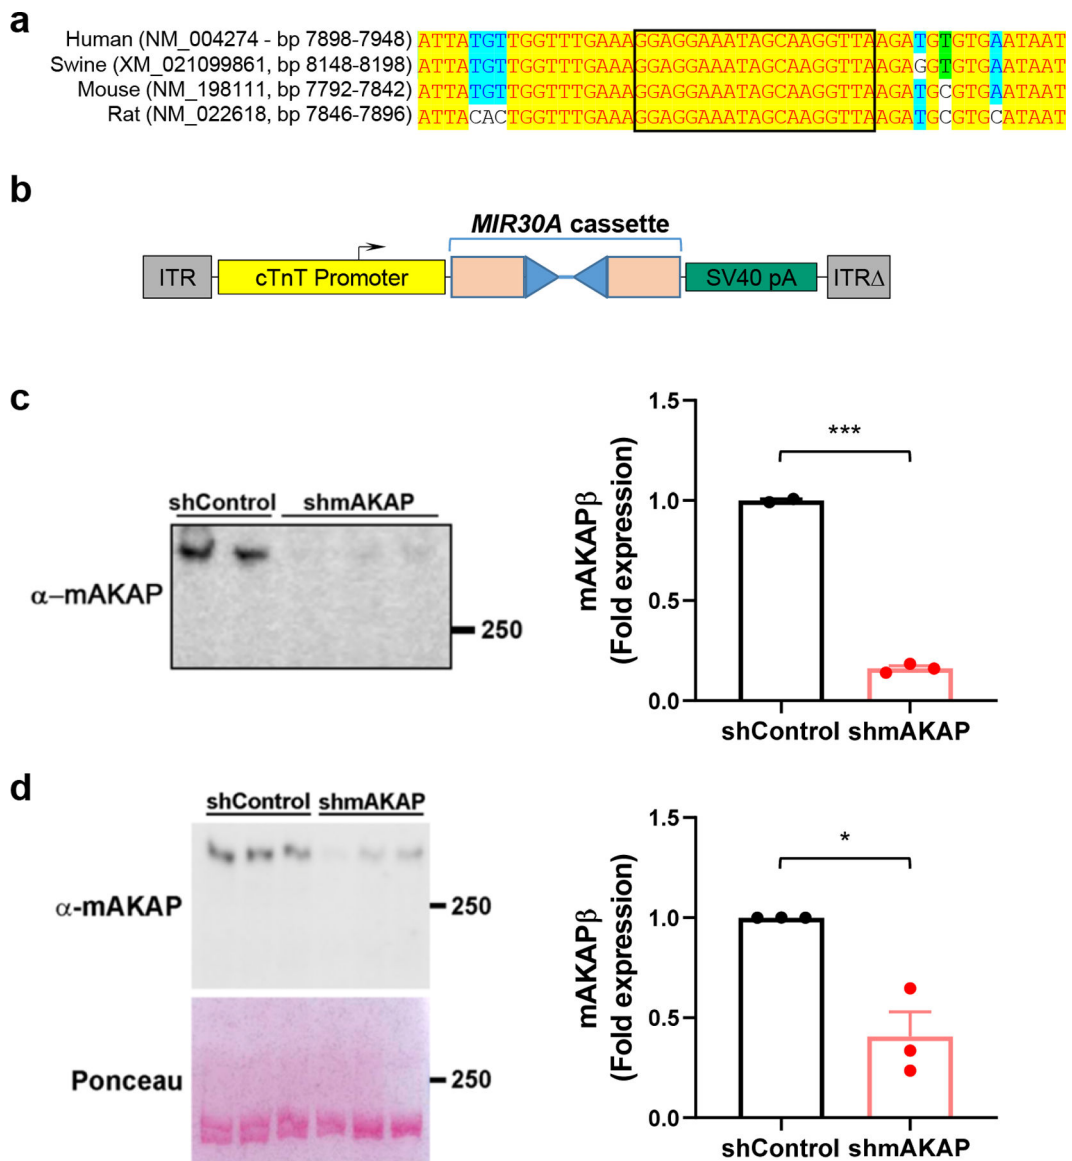 a
Human (NM_004274 - bp 7898-7948) ATTATGTTGGTTTGAAAGGAGGAAATAGCAAGGTTAAGATGTGTGAATAAT
Swine (XM_021099861, bp 8148-8198) ATTATGTTGGTTTGAAAGGAGGAAATAGCAAGGTTAAGAGGTGTGAATAAT
Mouse (NM_198111, bp 7792-7842) ATTATGTTGGTTTGAAAGGAGGAAATAGCAAGGTTAAGATGCGTGAATAAT
Rat (NM_022618, bp 7846-7896) ATTACACTGGTTTGAAAGGAGGAAATAGCAAGGTTAAGATGCGTGCATAAT
b
MIR30A cassette
ITR cTnT Promoter SV40 pA ITRΔ
c
shControl shmAKAP
α–mAKAP
250
mAKAPβ
(Fold expression)
1.5
1.0
0.5
0.0
***
shControl shmAKAP
d
shControl shmAKAP
α-mAKAP
250
Ponceau
250
mAKAPβ
(Fold expression)
1.5
1.0
0.5
0.0
*
shControl shmAKAP